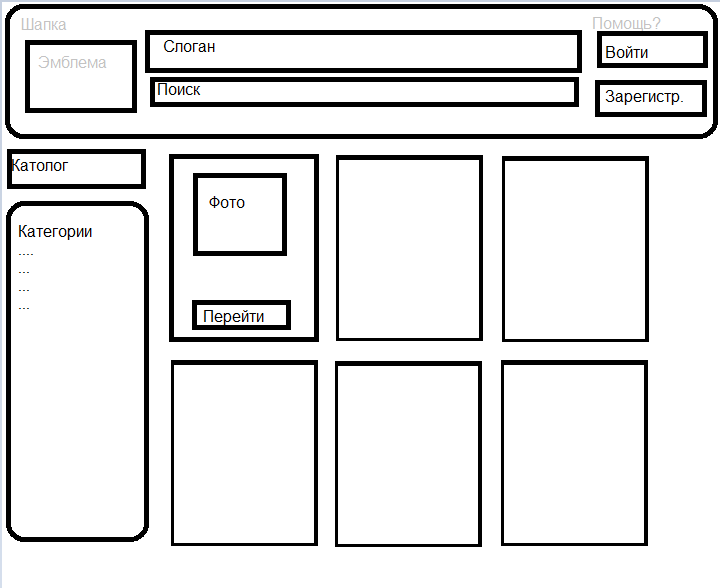 Шапка
Помощь?
Эмблема
Слоган
Войти
Поиск
Зарегистр.
Католог
Категории
....
...
...
...
Фото
Перейти